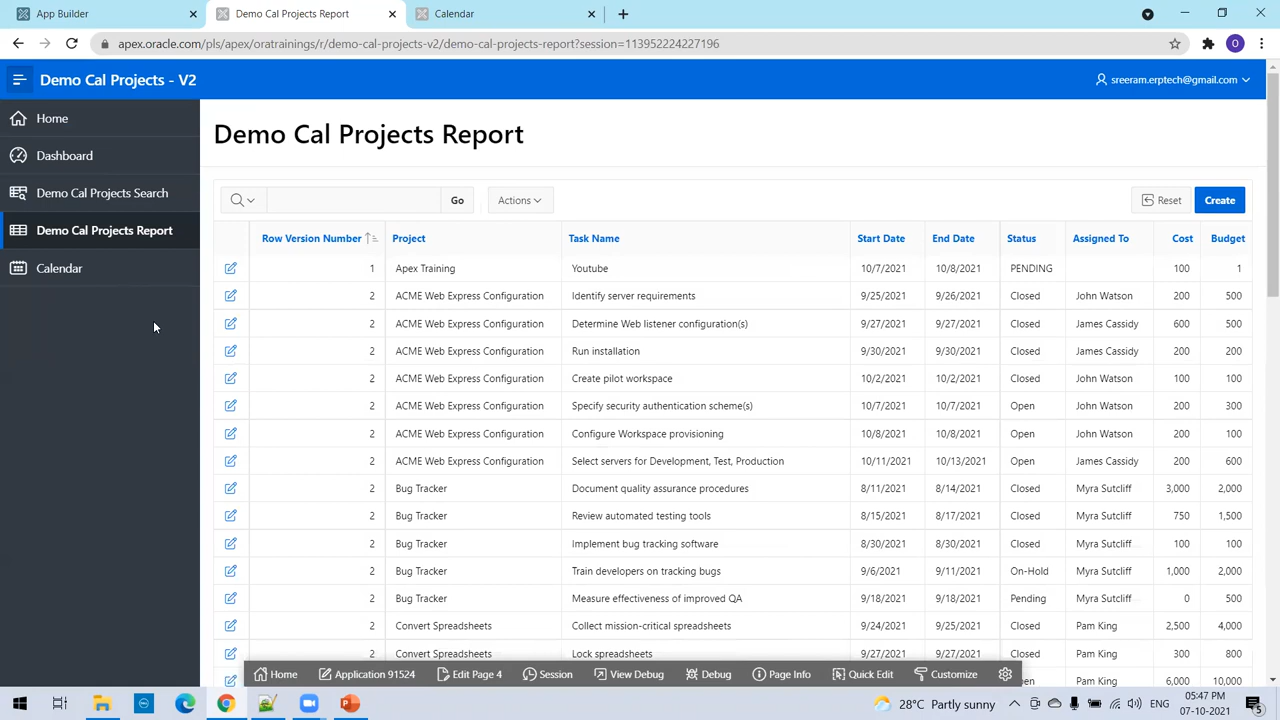 App Builder
Demo Cal Projects Report
Calendar
apex.oracle.com/pls/apex/oratrainings/r/demo-cal-projects-v2/demo-cal-projects-report?session=113952224227196
O
Demo Cal Projects - V2
sreeram.erptech@gmail.com
Home
Dashboard
Demo Cal Projects Search
Demo Cal Projects Report
Calendar
Demo Cal Projects Report
Go Actions Reset Create
Row Version Number Project Task Name Start Date End Date Status Assigned To Cost Budget
1 Apex Training Youtube 10/7/2021 10/8/2021 PENDING 100 1
2 ACME Web Express Configuration Identify server requirements 9/25/2021 9/26/2021 Closed John Watson 200 500
2 ACME Web Express Configuration Determine Web listener configuration(s) 9/27/2021 9/27/2021 Closed James Cassidy 600 500
2 ACME Web Express Configuration Run installation 9/30/2021 9/30/2021 Closed James Cassidy 200 200
2 ACME Web Express Configuration Create pilot workspace 10/2/2021 10/2/2021 Closed John Watson 100 100
2 ACME Web Express Configuration Specify security authentication scheme(s) 10/7/2021 10/7/2021 Open John Watson 200 300
2 ACME Web Express Configuration Configure Workspace provisioning 10/8/2021 10/8/2021 Open John Watson 200 100
2 ACME Web Express Configuration Select servers for Development, Test, Production 10/11/2021 10/13/2021 Open James Cassidy 200 600
2 Bug Tracker Document quality assurance procedures 8/11/2021 8/14/2021 Closed Myra Sutcliff 3,000 2,000
2 Bug Tracker Review automated testing tools 8/15/2021 8/17/2021 Closed Myra Sutcliff 750 1,500
2 Bug Tracker Implement bug tracking software 8/30/2021 8/30/2021 Closed Myra Sutcliff 100 100
2 Bug Tracker Train developers on tracking bugs 9/6/2021 9/11/2021 On-Hold Myra Sutcliff 1,000 2,000
2 Bug Tracker Measure effectiveness of improved QA 9/18/2021 9/18/2021 Pending Myra Sutcliff 0 500
2 Convert Spreadsheets Collect mission-critical spreadsheets 9/24/2021 9/25/2021 Closed Pam King 2,500 4,000
2 Convert Spreadsheets Lock spreadsheets 9/27/2021 9/27/2021 Closed Pam King 300 800
Pam King 6,000 10,000
Home Application 91524 Edit Page 4 Session View Debug Debug Page Info Quick Edit Customize
28°C Partly sunny ENG 05:47 PM
07-10-2021 5